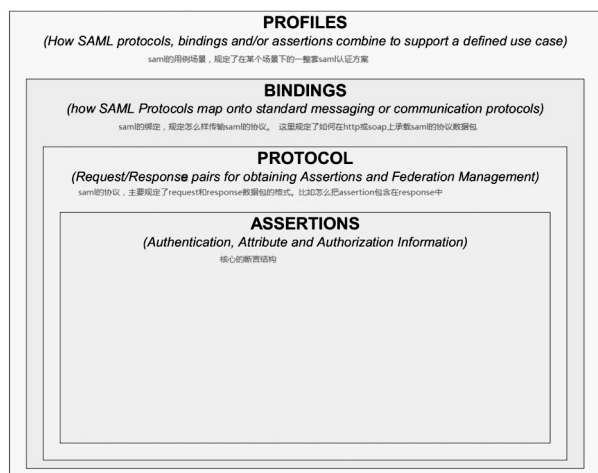 PROFILES
(How SAML protocols, bindings and/or assertions combine to support a defined use case)
saml的用例场景，规定了在某个场景下的一整套saml认证方案
BINDINGS
(how SAML Protocols map onto standard messaging or communication protocols)
saml的绑定，规定怎么样传输saml的协议。 这里规定了如何在http或soap上承载saml的协议数据包
PROTOCOL
(Request/Response pairs for obtaining Assertions and Federation Management)
saml的协议，主要规定了request和response数据包的格式。比如怎么把assertion包含在response中
ASSERTIONS
(Authentication, Attribute and Authorization Information)
核心的断言结构